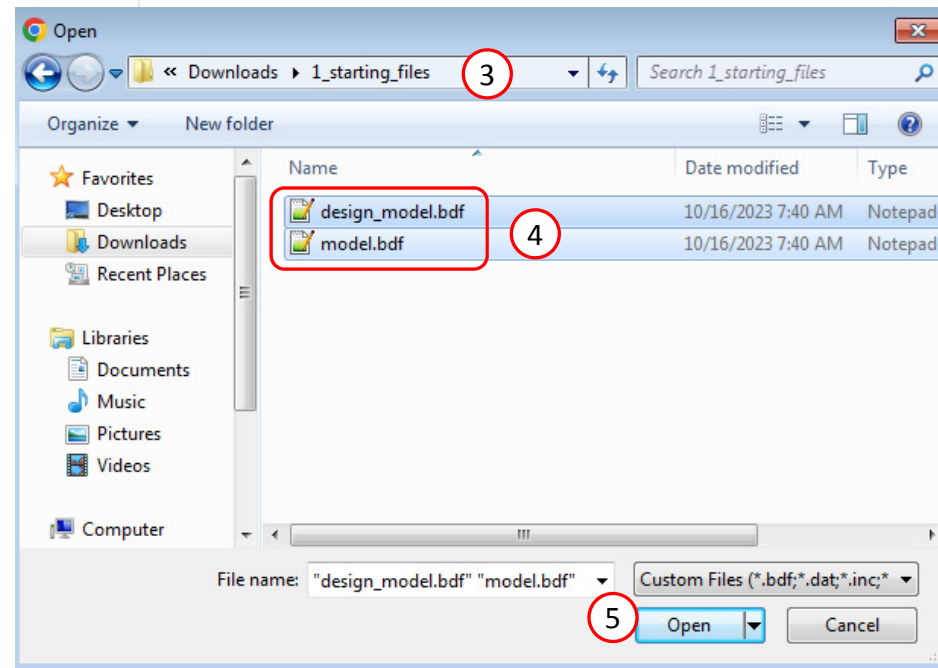 Open
« Downloads ▸ 1_starting_files
3
Search 1_starting_files
Organize
New folder
Name
Date modified
Type
Favorites
Desktop
Downloads
Recent Places
Libraries
Documents
Music
Pictures
Videos
Computer
design_model.bdf
10/16/2023 7:40 AM
Notepad
model.bdf
10/16/2023 7:40 AM
Notepad
4
File name:
"design_model.bdf" "model.bdf"
Custom Files (*.bdf;*.dat;*.inc;*
5
Open
Cancel